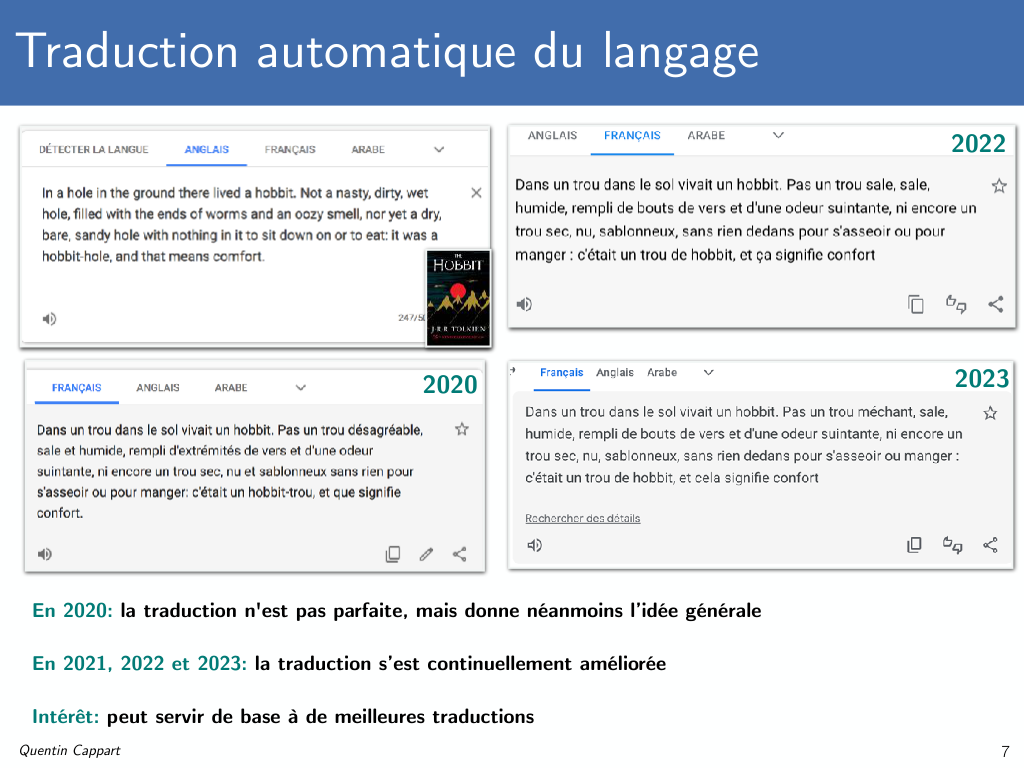 Traduction automatique du langage
DÉTECTER LA LANGUE ANGLAIS FRANÇAIS ARABE
In a hole in the ground there lived a hobbit. Not a nasty, dirty, wet
hole, filled with the ends of worms and an oozy smell, nor yet a dry,
bare, sandy hole with nothing in it to sit down on or to eat: it was a
hobbit-hole, and that means comfort.
247/50
THE
HOBBIT
J·R·R·TOLKIEN
ANGLAIS FRANÇAIS ARABE
2022
Dans un trou dans le sol vivait un hobbit. Pas un trou sale, sale,
humide, rempli de bouts de vers et d'une odeur suintante, ni encore un
trou sec, nu, sablonneux, sans rien dedans pour s'asseoir ou pour
manger : c'était un trou de hobbit, et ça signifie confort
FRANÇAIS ANGLAIS ARABE
2020
Dans un trou dans le sol vivait un hobbit. Pas un trou désagréable,
sale et humide, rempli d'extrémités de vers et d'une odeur
suintante, ni encore un trou sec, nu et sablonneux sans rien pour
s'asseoir ou pour manger: c'était un hobbit-trou, et que signifie
confort.
Français Anglais Arabe
2023
Dans un trou dans le sol vivait un hobbit. Pas un trou méchant, sale,
humide, rempli de bouts de vers et d'une odeur suintante, ni encore un
trou sec, nu, sablonneux, sans rien dedans pour s'asseoir ou manger :
c'était un trou de hobbit, et cela signifie confort
Rechercher des détails
En 2020: la traduction n'est pas parfaite, mais donne néanmoins l'idée générale
En 2021, 2022 et 2023: la traduction s'est continuellement améliorée
Intérêt: peut servir de base à de meilleures traductions
Quentin Cappart
7